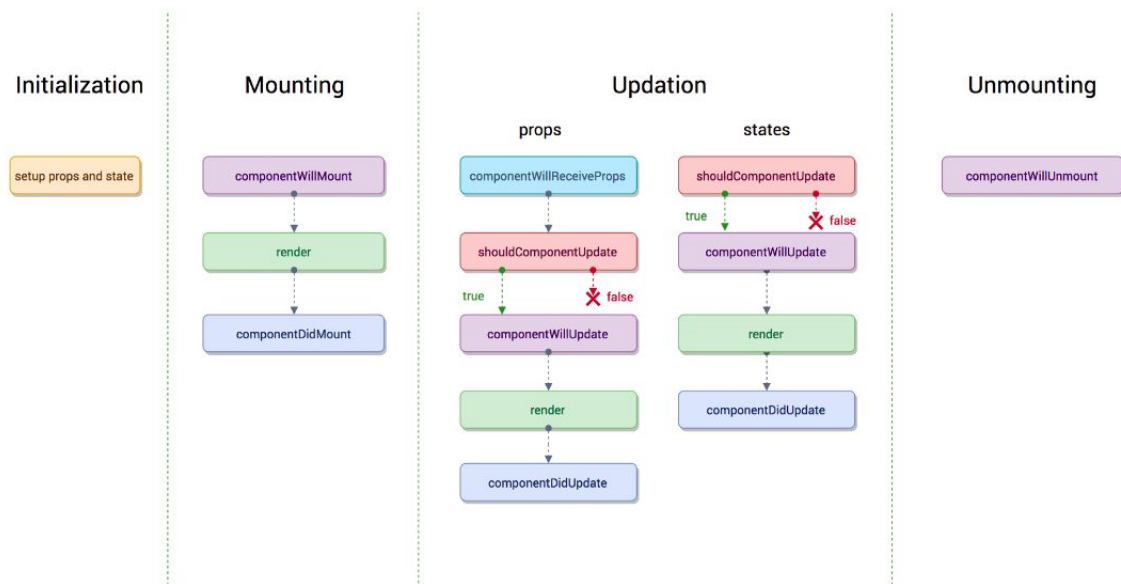 Initialization
Mounting
Updation
Unmounting
props
states
setup props and state
componentWillMount
componentWillReceiveProps
shouldComponentUpdate
componentWillUnmount
true
false
render
shouldComponentUpdate
componentWillUpdate
true
false
componentDidMount
componentWillUpdate
render
render
componentDidUpdate
componentDidUpdate